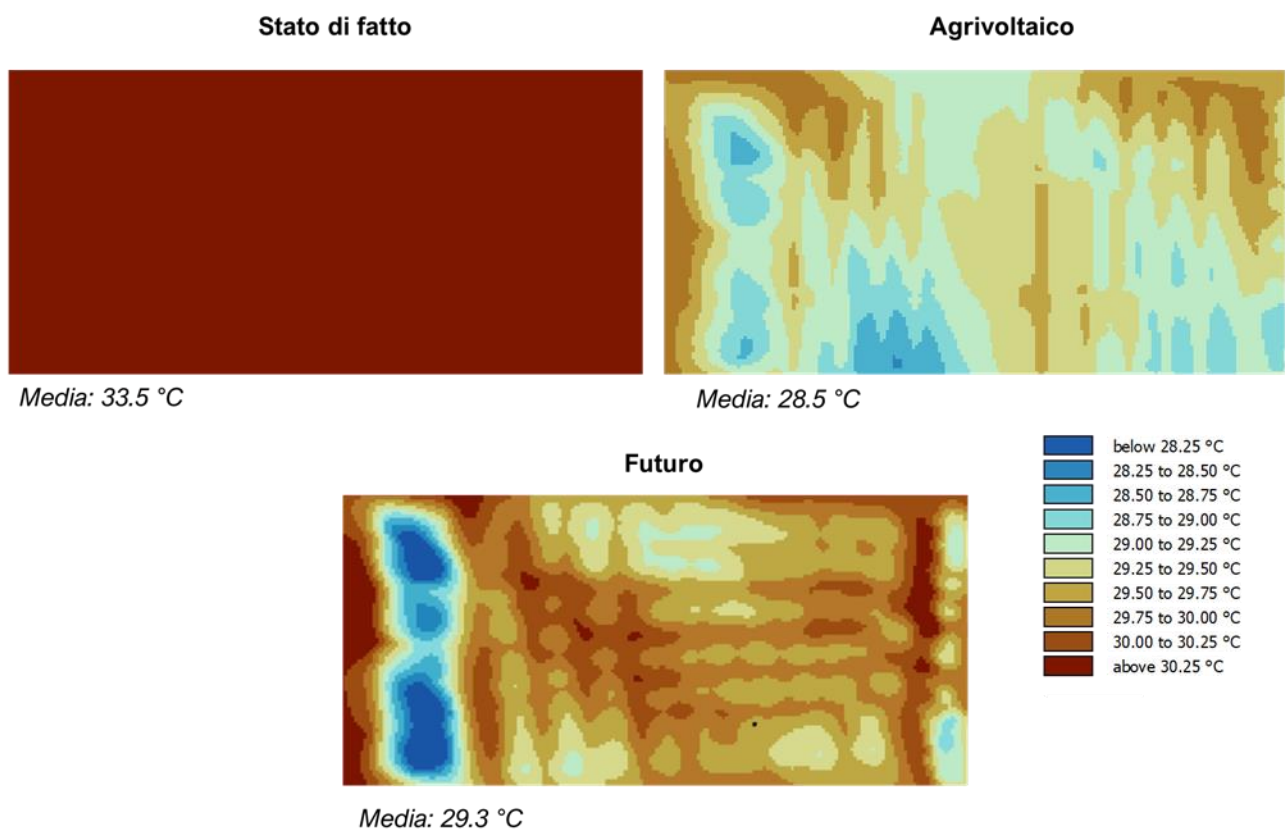 Stato di fatto
Agrivoltaico
Media: 33.5 °C
Media: 28.5 °C
Futuro
below 28.25 °C
28.25 to 28.50 °C
28.50 to 28.75 °C
28.75 to 29.00 °C
29.00 to 29.25 °C
29.25 to 29.50 °C
29.50 to 29.75 °C
29.75 to 30.00 °C
30.00 to 30.25 °C
above 30.25 °C
Media: 29.3 °C